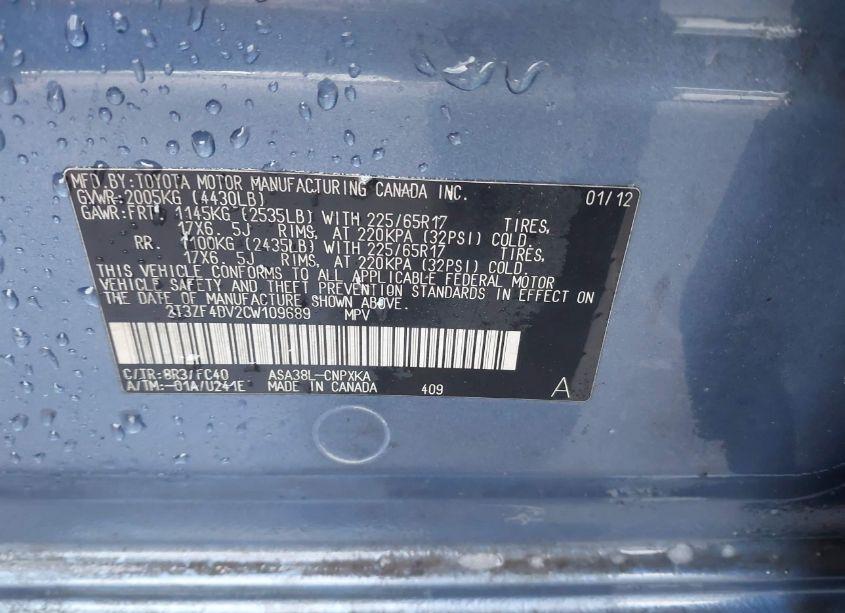 MFD.BY:TOYOTA MOTOR MANUFACTURING CANADA INC. 01/12
GVWR-2005KG (4430LB)
GAWR:FRT. 1145KG (2535LB) WITH 225/65R17 TIRES,
17X6. 5J RIMS, AT 220KPA (32PSI) COLD.
RR. 1100KG (2435LB) WITH 225/65R17 TIRES,
17X6. 5J RIMS, AT 220KPA (32PSI) COLD.
THIS VEHICLE CONFORMS TO ALL APPLICABLE FEDERAL MOTOR
VEHICLE SAFETY AND THEFT PREVENTION STANDARDS IN EFFECT ON
THE DATE OF MANUFACTURE SHOWN ABOVE.
2T3ZF4DV2CW109689 MPV
C/TR:8R3/FC40 ASA38L-CNPXKA
A/TM:-01A/U241E MADE IN CANADA 409 A